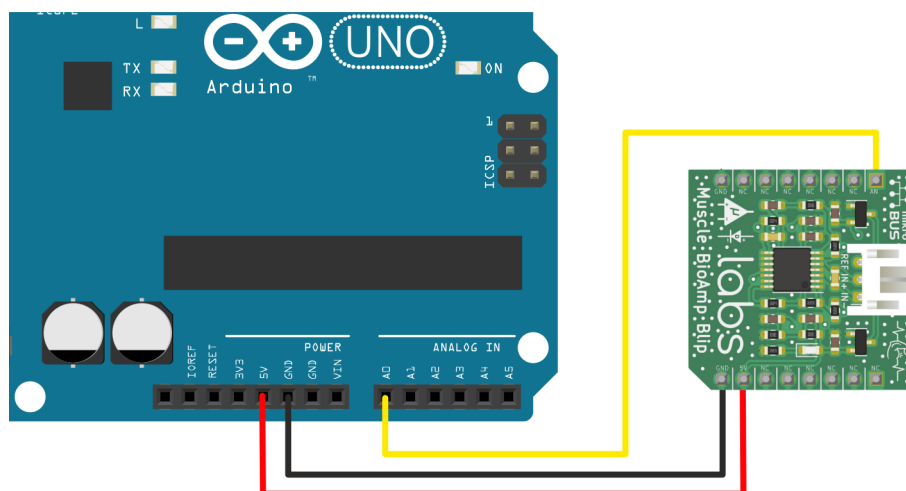 L
TX
RX
UNO
Arduino
TM
ON
1
ICSP
IOREF
RESET
3V3
5V
GND
GND
VIN
POWER
ANALOG IN
A0
A1
A2
A3
A4
A5
GND
NC
NC
NC
NC
NC
NC
AN
BUS
Muscle BioAmp Blip
μ
labs
REF IN+ IN-
GND
5V
NC
NC
NC
NC
NC
NC